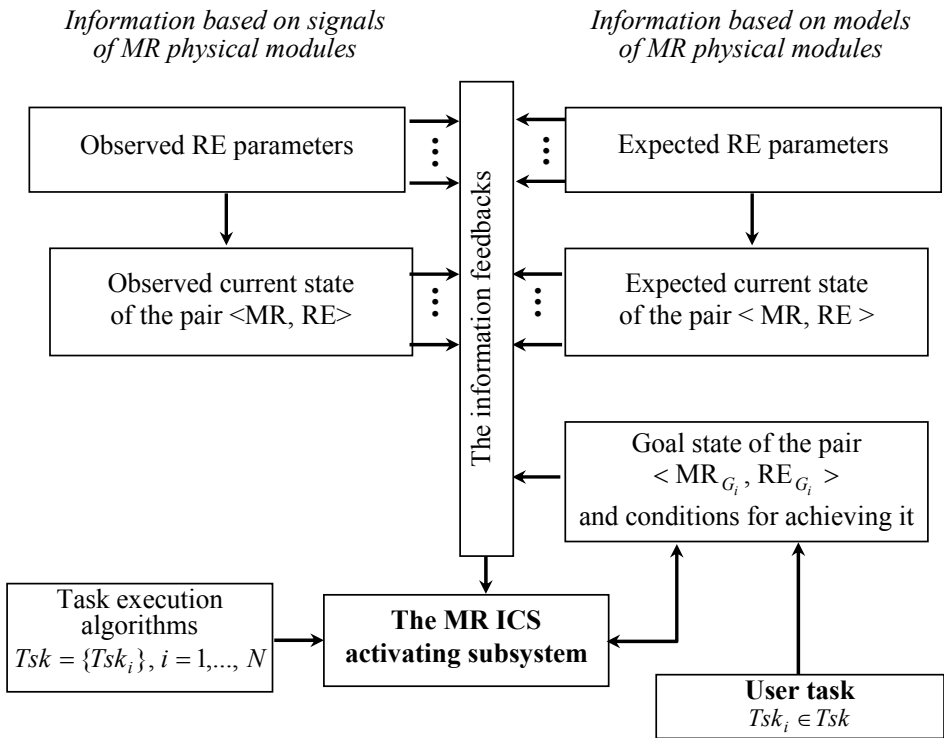 Information based on signals
of MR physical modules
Information based on models
of MR physical modules
Observed RE parameters
Expected RE parameters
The information feedbacks
Observed current state
of the pair <MR, RE>
Expected current state
of the pair < MR, RE >
Goal state of the pair
< MR_{G_i}, RE_{G_i} >
and conditions for achieving it
Task execution
algorithms
Tsk = {Tsk_i}, i = 1,..., N
The MR ICS
activating subsystem
User task
Tsk_i ∈ Tsk